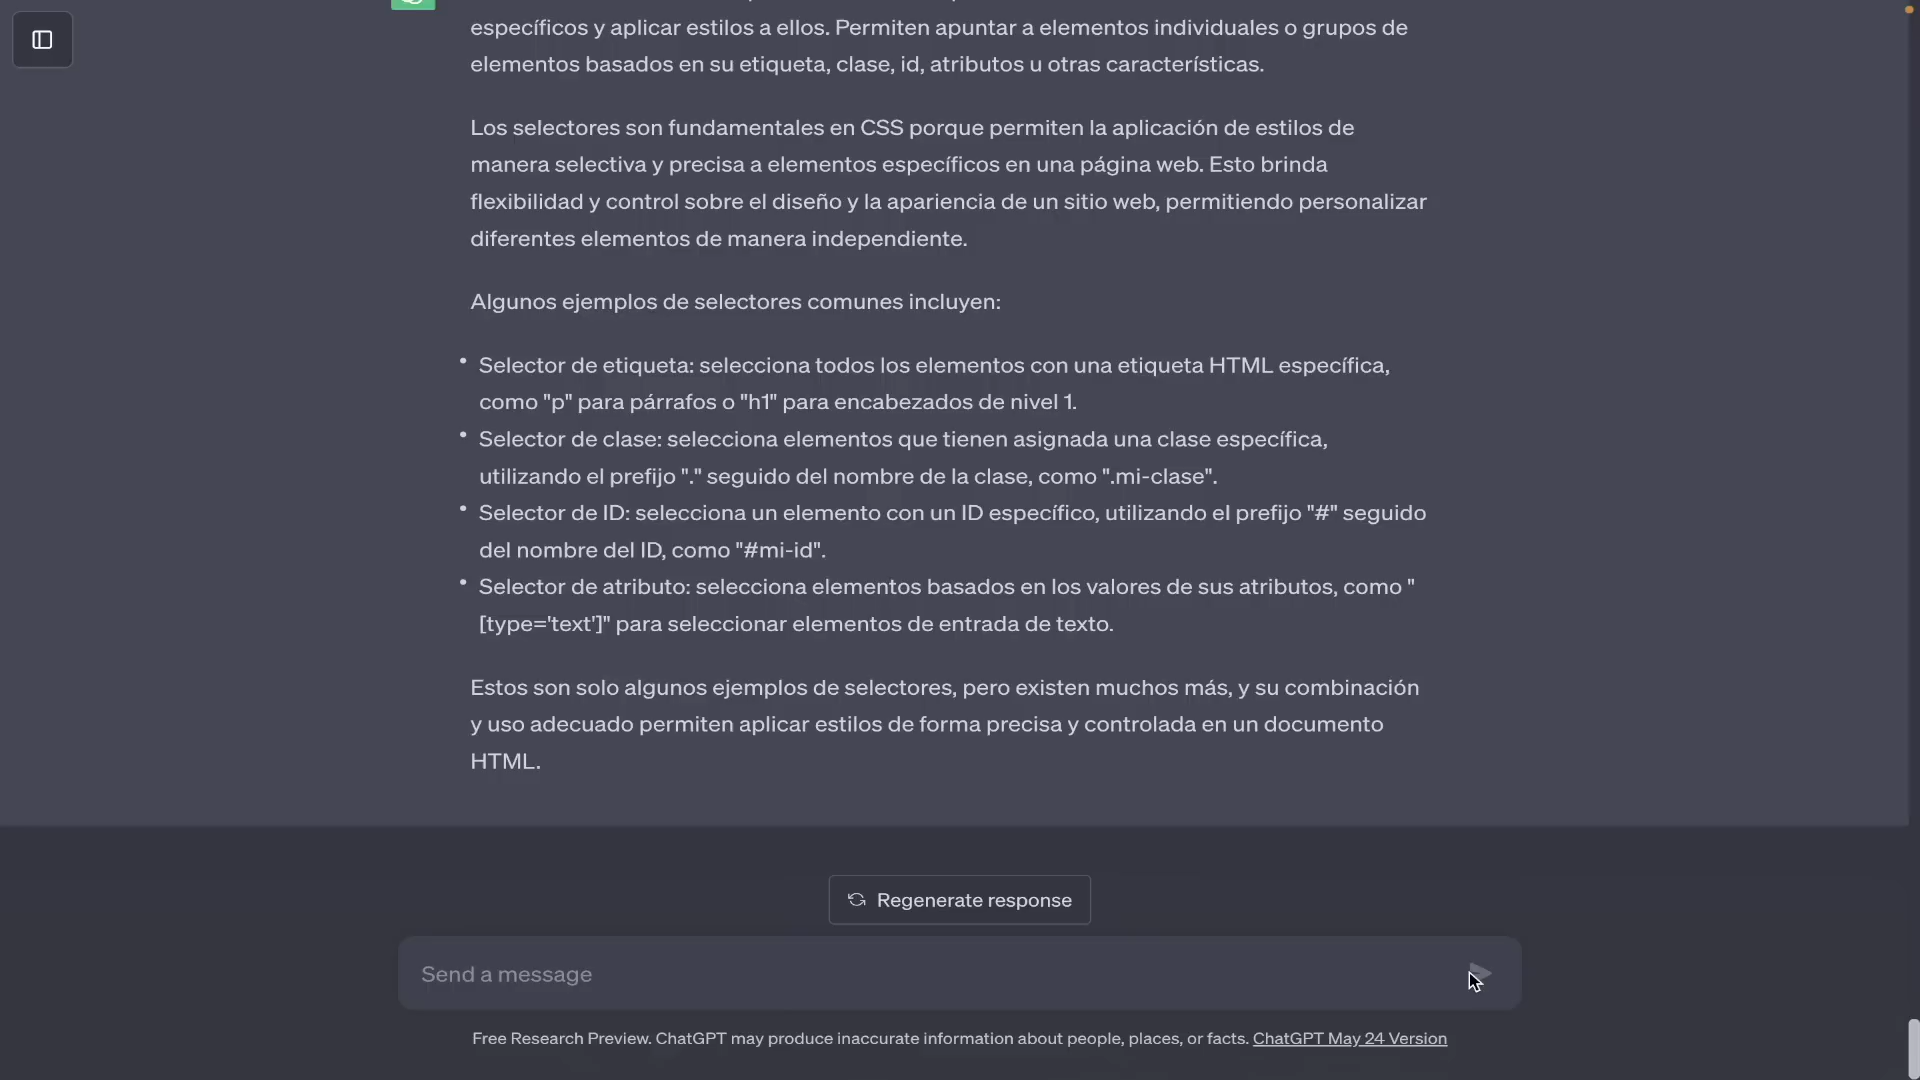 específicos y aplicar estilos a ellos. Permiten apuntar a elementos individuales o grupos de
elementos basados en su etiqueta, clase, id, atributos u otras características.
Los selectores son fundamentales en CSS porque permiten la aplicación de estilos de
manera selectiva y precisa a elementos específicos en una página web. Esto brinda
flexibilidad y control sobre el diseño y la apariencia de un sitio web, permitiendo personalizar
diferentes elementos de manera independiente.
Algunos ejemplos de selectores comunes incluyen:
• Selector de etiqueta: selecciona todos los elementos con una etiqueta HTML específica,
como "p" para párrafos o "h1" para encabezados de nivel 1.
• Selector de clase: selecciona elementos que tienen asignada una clase específica,
utilizando el prefijo "." seguido del nombre de la clase, como ".mi-clase".
• Selector de ID: selecciona un elemento con un ID específico, utilizando el prefijo "#" seguido
del nombre del ID, como "#mi-id".
• Selector de atributo: selecciona elementos basados en los valores de sus atributos, como "
[type='text']" para seleccionar elementos de entrada de texto.
Estos son solo algunos ejemplos de selectores, pero existen muchos más, y su combinación
y uso adecuado permiten aplicar estilos de forma precisa y controlada en un documento
HTML.
Regenerate response
Send a message
Free Research Preview. ChatGPT may produce inaccurate information about people, places, or facts. ChatGPT May 24 Version